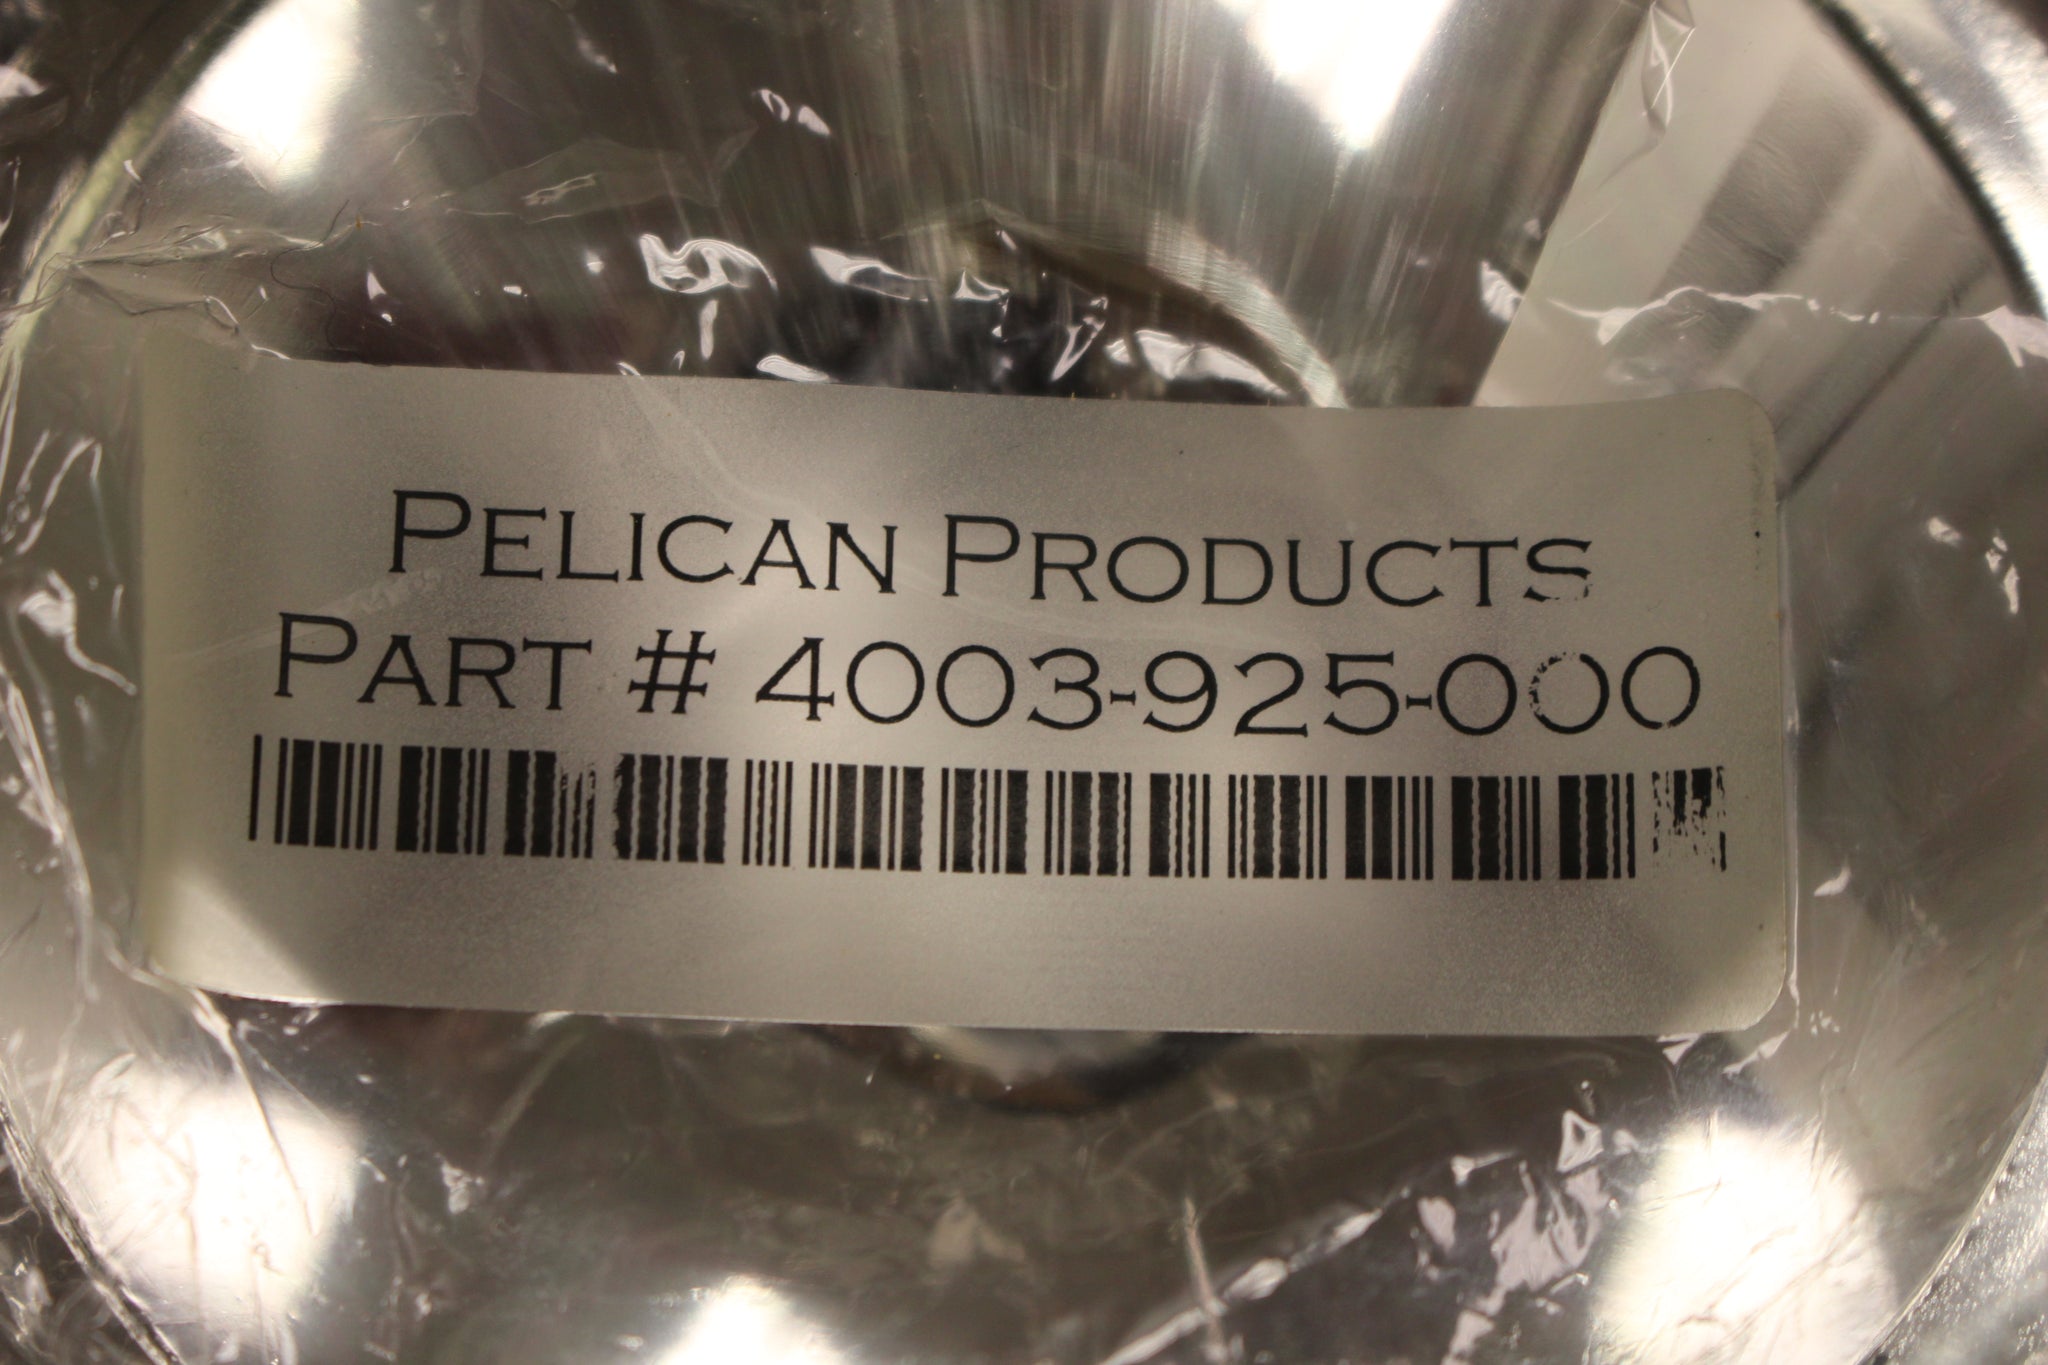 PELICAN PRODUCTS
PART # 4003-925-000